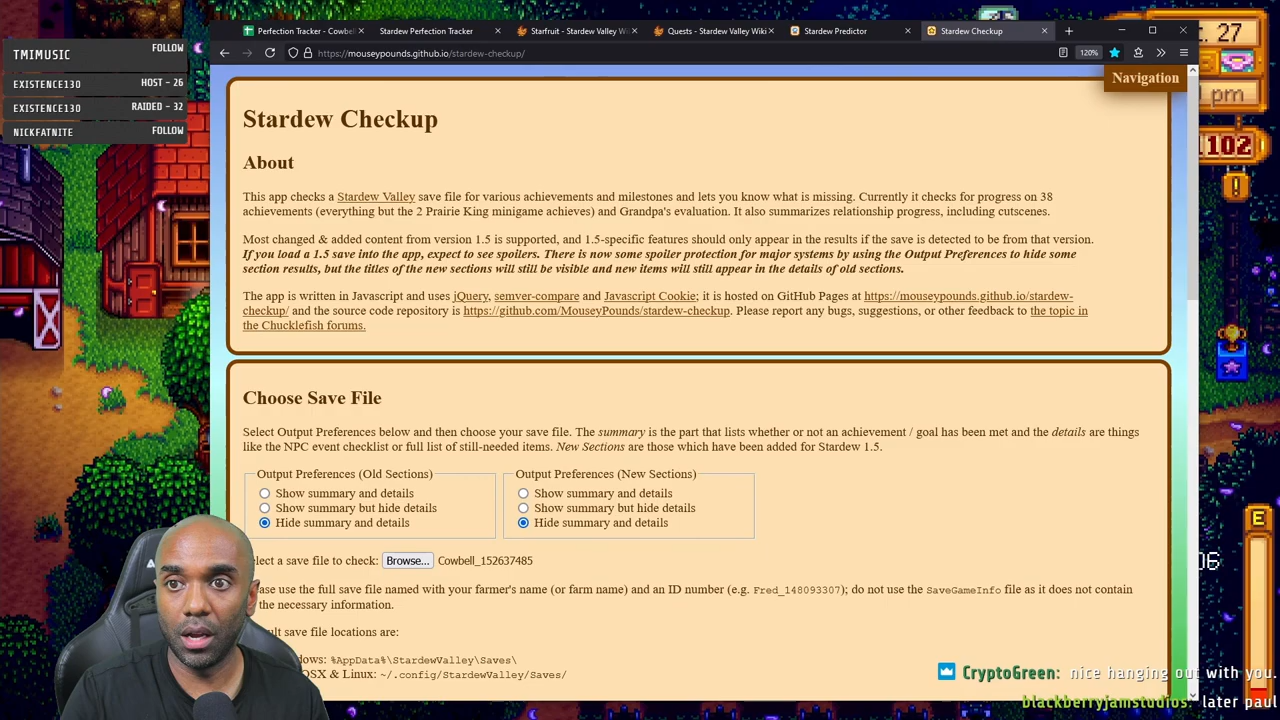 TMIMUSIC FOLLOW
EXISTENCE130 HOST - 26
EXISTENCE130 RAIDED - 32
NICKFATNITE FOLLOW
Perfection Tracker - Cowbel
Stardew Perfection Tracker
Starfruit - Stardew Valley Wi
Quests - Stardew Valley Wiki
Stardew Predictor
Stardew Checkup
https://mouseypounds.github.io/stardew-checkup/
120%
27
pm
1102
Navigation
Stardew Checkup
About
This app checks a Stardew Valley save file for various achievements and milestones and lets you know what is missing. Currently it checks for progress on 38
achievements (everything but the 2 Prairie King minigame achieves) and Grandpa's evaluation. It also summarizes relationship progress, including cutscenes.
Most changed & added content from version 1.5 is supported, and 1.5-specific features should only appear in the results if the save is detected to be from that version.
If you load a 1.5 save into the app, expect to see spoilers. There is now some spoiler protection for major systems by using the Output Preferences to hide some
section results, but the titles of the new sections will still be visible and new items will still appear in the details of old sections.
The app is written in Javascript and uses jQuery, semver-compare and Javascript Cookie; it is hosted on GitHub Pages at https://mouseypounds.github.io/stardew-
checkup/ and the source code repository is https://github.com/MouseyPounds/stardew-checkup. Please report any bugs, suggestions, or other feedback to the topic in
the Chucklefish forums.
Choose Save File
Select Output Preferences below and then choose your save file. The summary is the part that lists whether or not an achievement / goal has been met and the details are things
like the NPC event checklist or full list of still-needed items. New Sections are those which have been added for Stardew 1.5.
Output Preferences (Old Sections)
Show summary and details
Show summary but hide details
Hide summary and details
Output Preferences (New Sections)
Show summary and details
Show summary but hide details
Hide summary and details
lect a save file to check: Browse... Cowbell_152637485
ase use the full save file named with your farmer's name (or farm name) and an ID number (e.g. Fred_148093307); do not use the SaveGameInfo file as it does not contain
the necessary information.
ult save file locations are:
dows: %AppData%\StardewValley\Saves\
OSX & Linux: ~/.config/StardewValley/Saves/
E
06
CryptoGreen: nice hanging out with you.
blackberryjamstudios: later paul